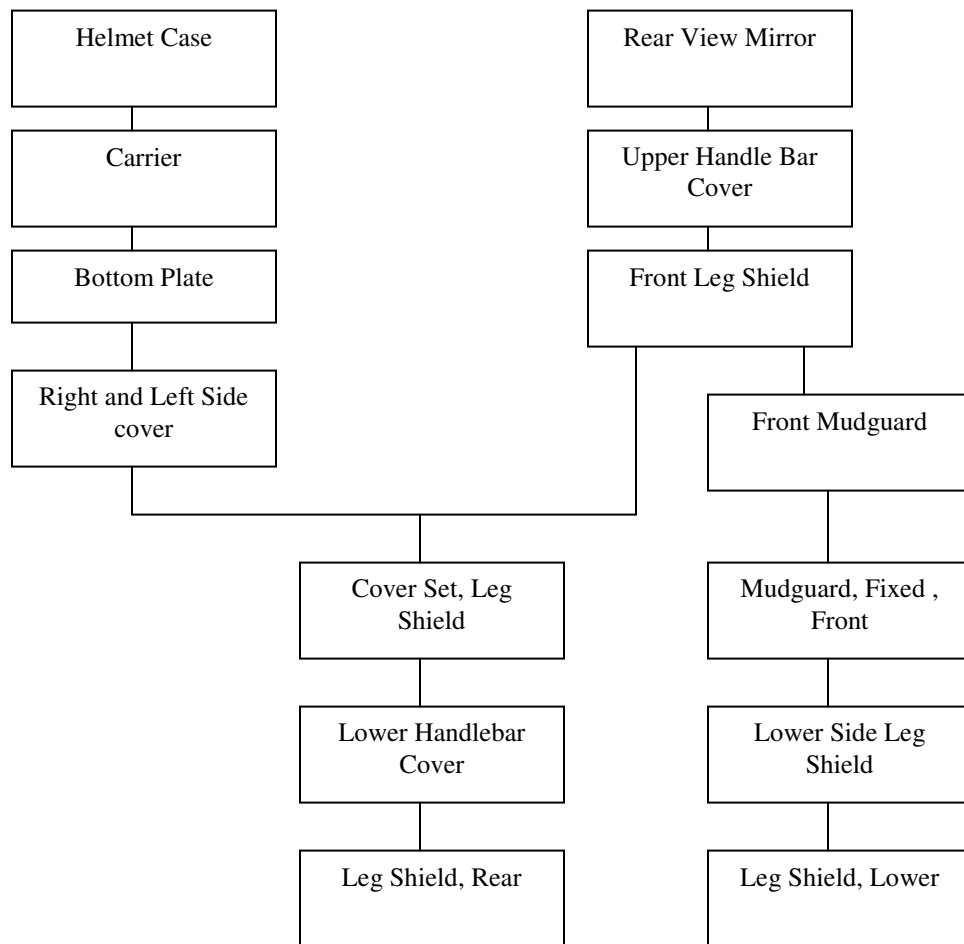 Helmet Case
Rear View Mirror
Carrier
Upper Handle Bar
Cover
Bottom Plate
Front Leg Shield
Right and Left Side
cover
Front Mudguard
Cover Set, Leg
Shield
Mudguard, Fixed ,
Front
Lower Handlebar
Cover
Lower Side Leg
Shield
Leg Shield, Rear
Leg Shield, Lower